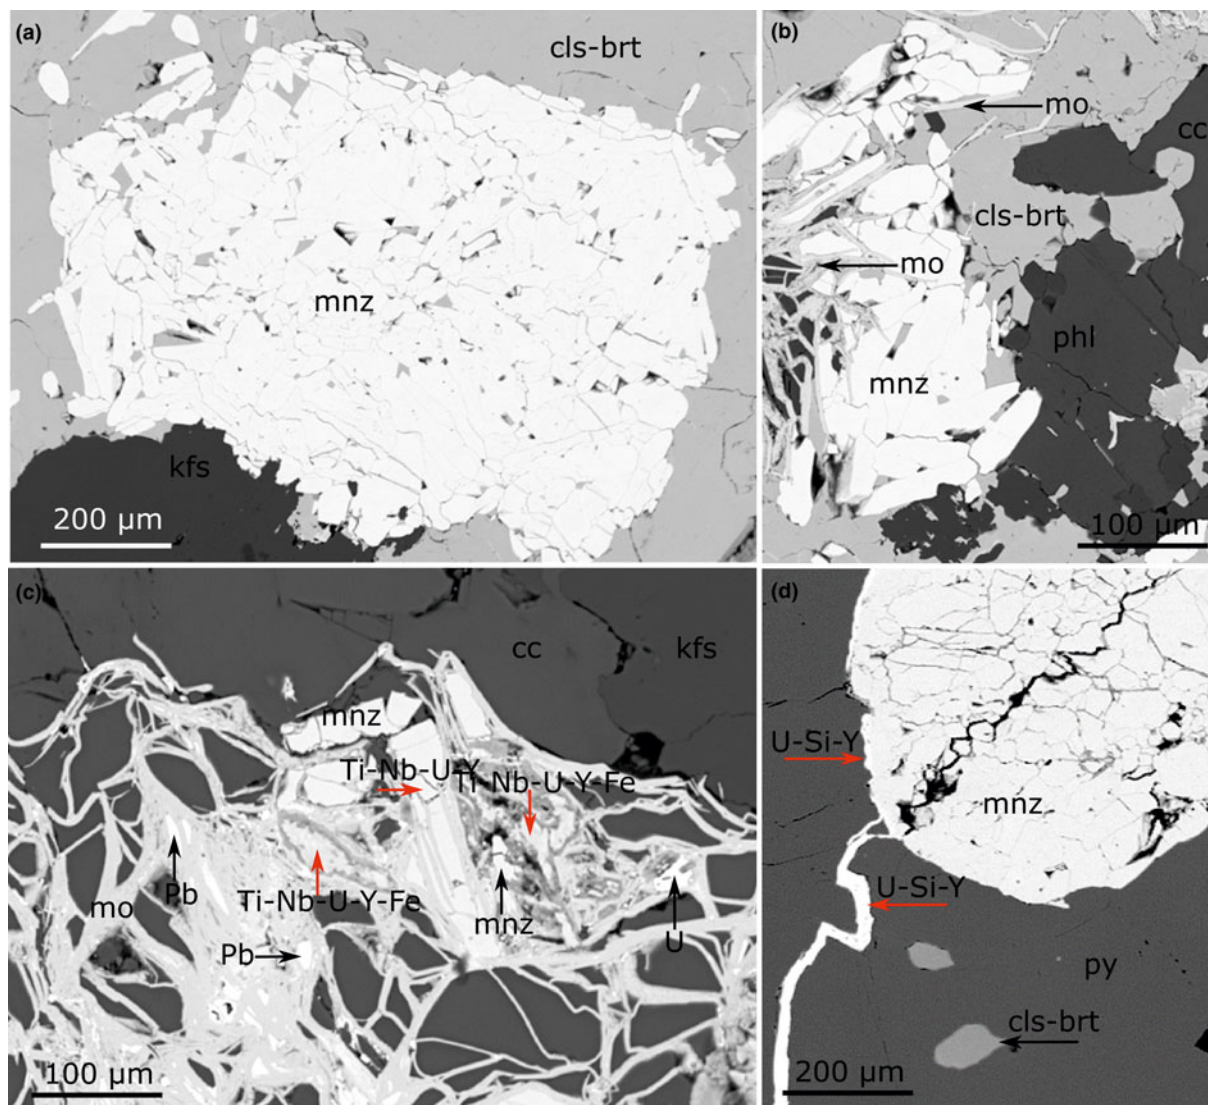 (a)
cls-brt
mnz
kfs
200 µm
(b)
mo
cc
cls-brt
mo
phl
mnz
100 µm
(c)
cc
kfs
mnz
Ti-Nb-U-Y
Ti-Nb-U-Y-Fe
Pb
mo
Ti-Nb-U-Y-Fe
mnz
U
Pb
100 µm
(d)
U-Si-Y
mnz
U-Si-Y
py
cls-brt
200 µm